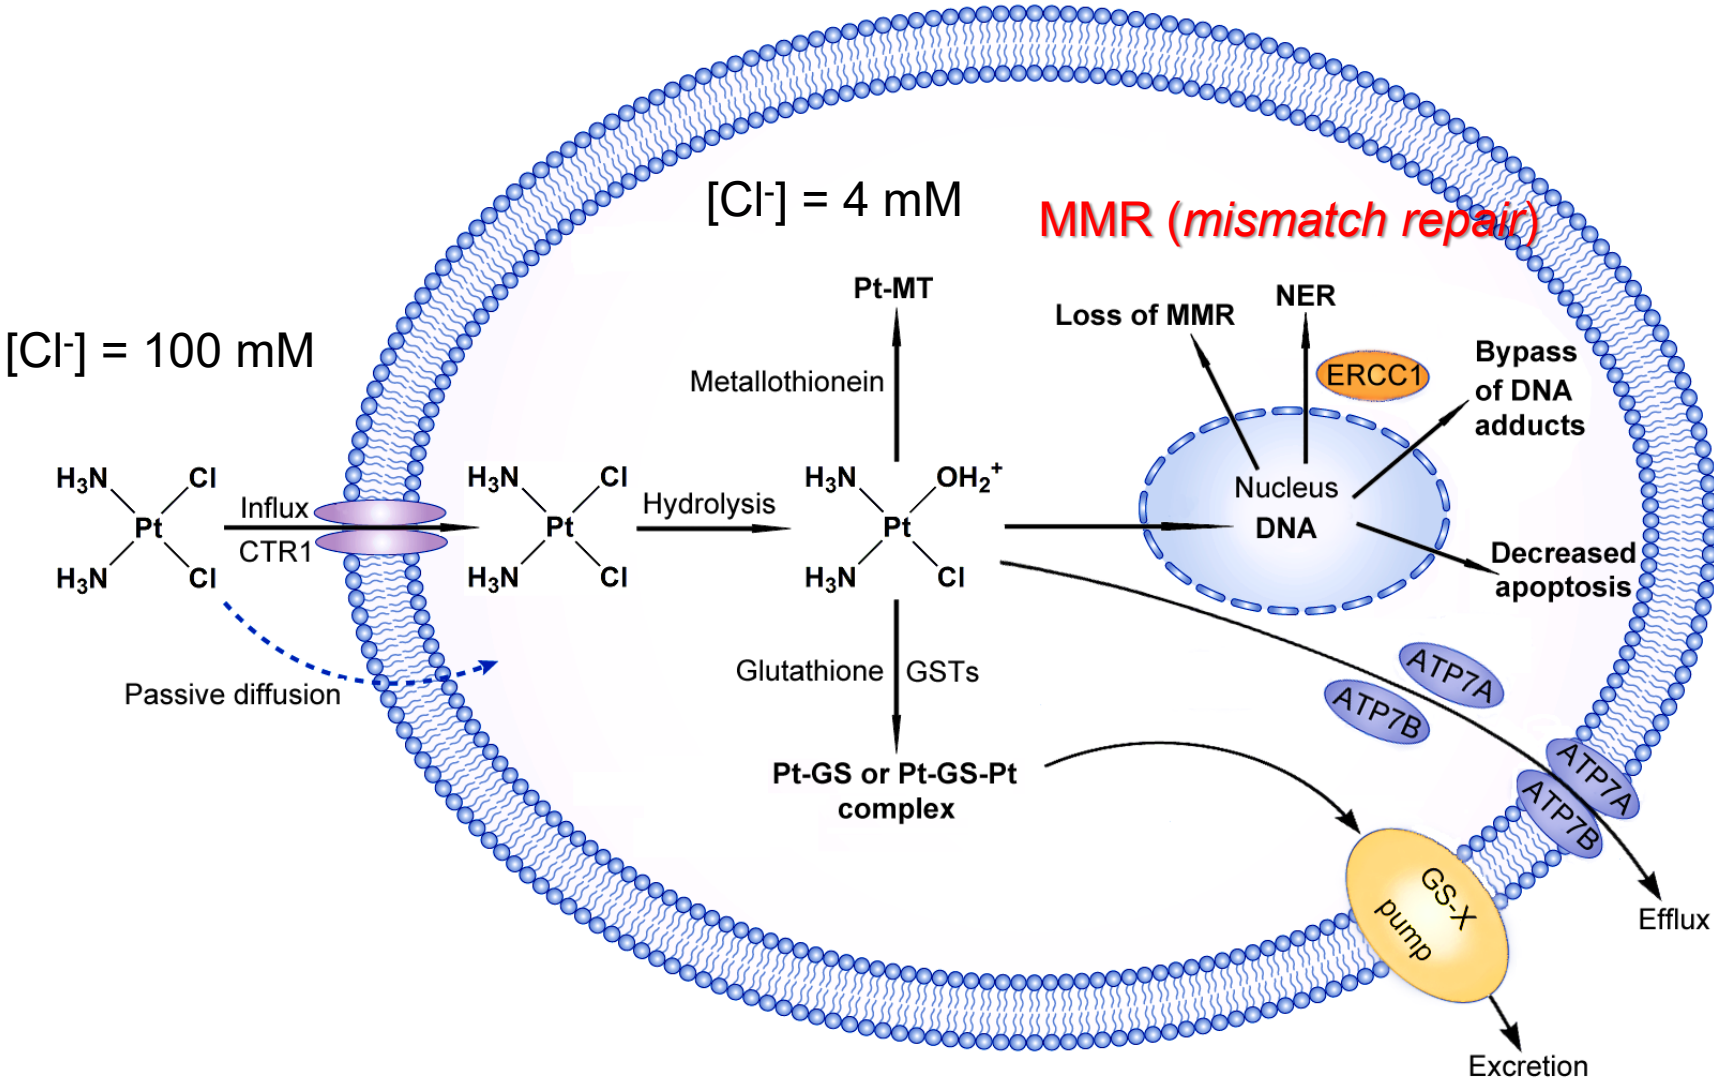 [Cl-] = 4 mM
MMR (mismatch repair)
[Cl-] = 100 mM
Pt-MT
Metallothionein
Loss of MMR
NER
ERCC1
Bypass
of DNA
adducts
H₃N Cl
Pt
H₃N Cl
Influx
CTR1
Passive diffusion
H₃N Cl
Pt
H₃N Cl
Hydrolysis
H₃N OH₂⁺
Pt
H₃N Cl
Nucleus
DNA
Decreased
apoptosis
Glutathione GSTs
Pt-GS or Pt-GS-Pt
complex
ATP7A
ATP7B
ATP7A
ATP7B
GS-X
pump
Efflux
Excretion